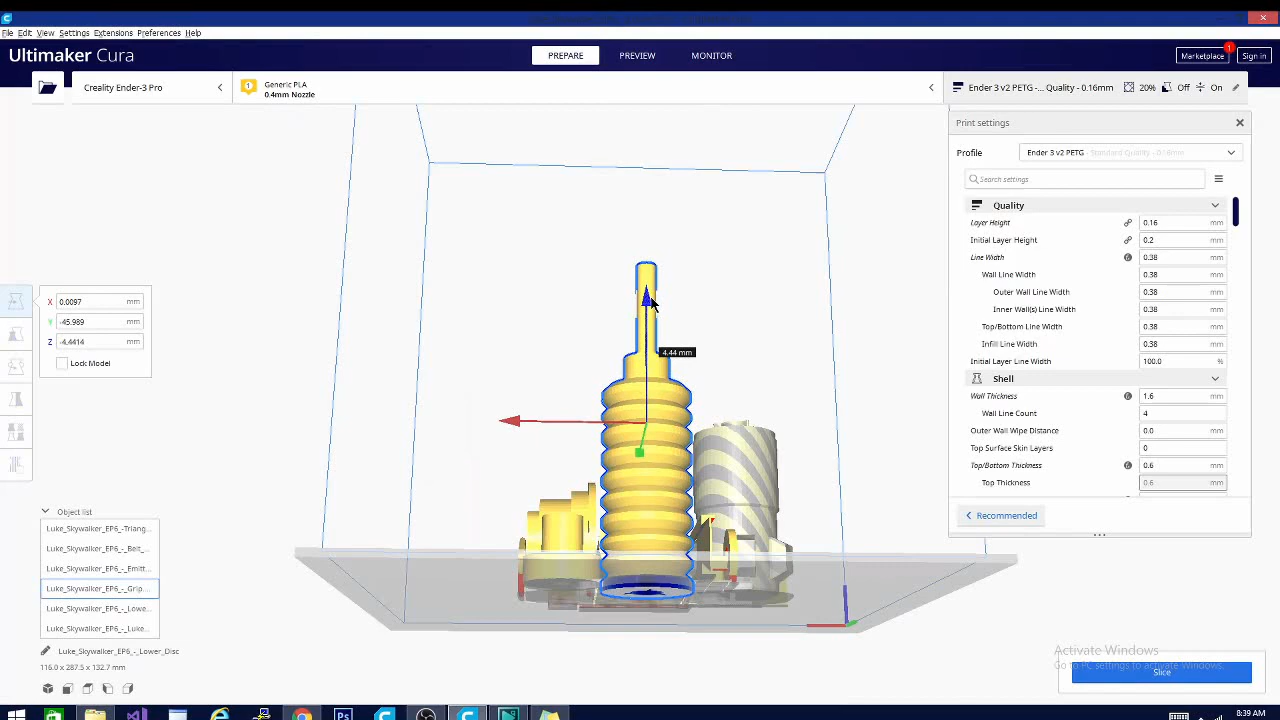 File Edit View Settings Extensions Preferences Help
Ultimaker Cura
PREPARE
PREVIEW
MONITOR
Marketplace
1
Sign in
Creality Ender-3 Pro
1
Generic PLA
0.4mm Nozzle
Ender 3 v2 PETG -... Quality - 0.16mm
20%
Off
On
Print settings
Profile
Ender 3 v2 PETG - Standard Quality - 0.16mm
Search settings
Quality
Layer Height 0.16 mm
Initial Layer Height 0.2 mm
Line Width 0.38 mm
Wall Line Width 0.38 mm
Outer Wall Line Width 0.38 mm
Inner Wall(s) Line Width 0.38 mm
Top/Bottom Line Width 0.38 mm
Infill Line Width 0.38 mm
Initial Layer Line Width 100.0 %
Shell
Wall Thickness 1.6 mm
Wall Line Count 4
Outer Wall Wipe Distance 0.0 mm
Top Surface Skin Layers 0
Top/Bottom Thickness 0.6 mm
Top Thickness 0.6 mm
Recommended
X 0.0097 mm
Y -45.989 mm
Z -4.4414 mm
Lock Model
4.44 mm
Object list
Luke_Skywalker_EP6_-Triang...
Luke_Skywalker_EP6_-_Belt_...
Luke_Skywalker_EP6_-_Emitt...
Luke_Skywalker_EP6_-_Grip...
Luke_Skywalker_EP6_-_Lowe...
Luke_Skywalker_EP6_-_Luke...
Luke_Skywalker_EP6_-_Lower_Disc
116.0 x 287.5 x 132.7 mm
Activate Windows
Go to PC settings to activate Windows.
Slice
8:39 AM